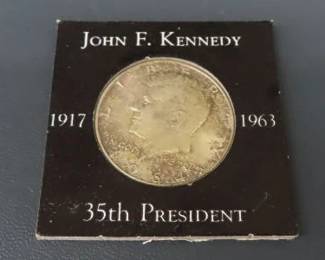 JOHN F. KENNEDY
1917 1963
35th PRESIDENT